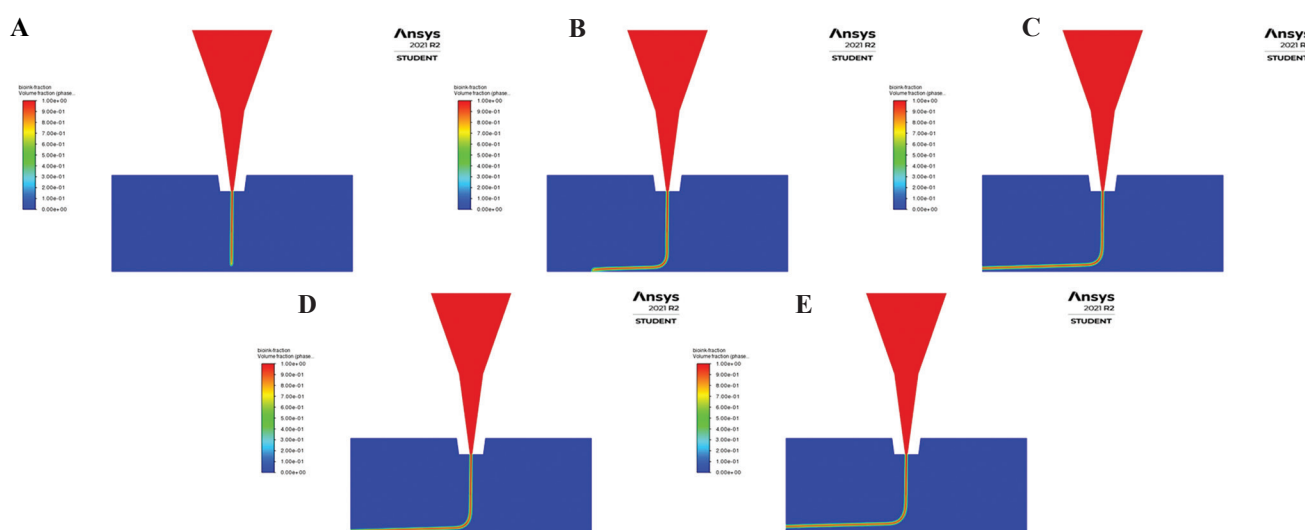 A
Ansys
2021 R2
STUDENT
bioink-fraction
Volume fraction (phase..
1.00e+00
9.00e-01
8.00e-01
7.00e-01
6.00e-01
5.00e-01
4.00e-01
3.00e-01
2.00e-01
1.00e-01
0.00e+00
B
Ansys
2021 R2
STUDENT
bioink-fraction
Volume fraction (phase..
1.00e+00
9.00e-01
8.00e-01
7.00e-01
6.00e-01
5.00e-01
4.00e-01
3.00e-01
2.00e-01
1.00e-01
0.00e+00
C
Ansys
2021 R2
STUDENT
bioink-fraction
Volume fraction (phase..
1.00e+00
9.00e-01
8.00e-01
7.00e-01
6.00e-01
5.00e-01
4.00e-01
3.00e-01
2.00e-01
1.00e-01
0.00e+00
D
Ansys
2021 R2
STUDENT
bioink-fraction
Volume fraction (phase..
1.00e+00
9.00e-01
8.00e-01
7.00e-01
6.00e-01
5.00e-01
4.00e-01
3.00e-01
2.00e-01
1.00e-01
0.00e+00
E
Ansys
2021 R2
STUDENT
bioink-fraction
Volume fraction (phase..
1.00e+00
9.00e-01
8.00e-01
7.00e-01
6.00e-01
5.00e-01
4.00e-01
3.00e-01
2.00e-01
1.00e-01
0.00e+00